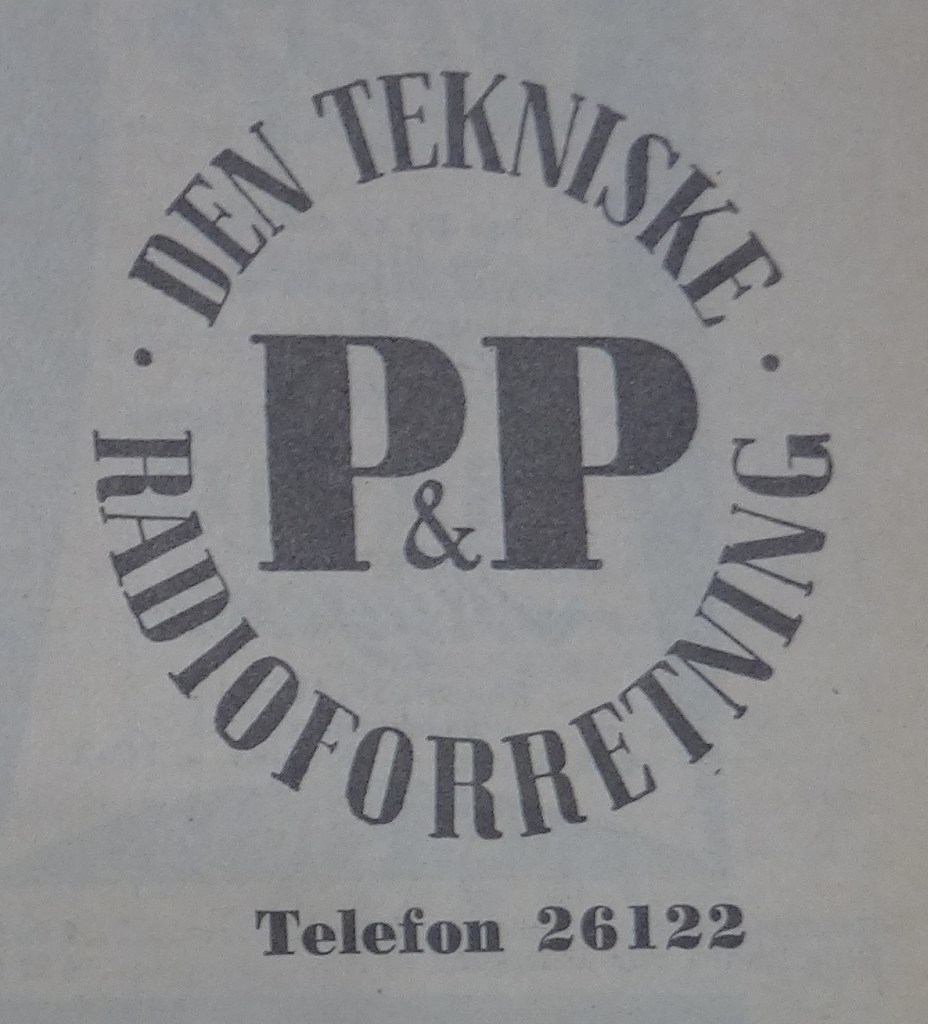 · DEN TEKNISKE ·
RADIOFORRETNING
P&P
Telefon 26122